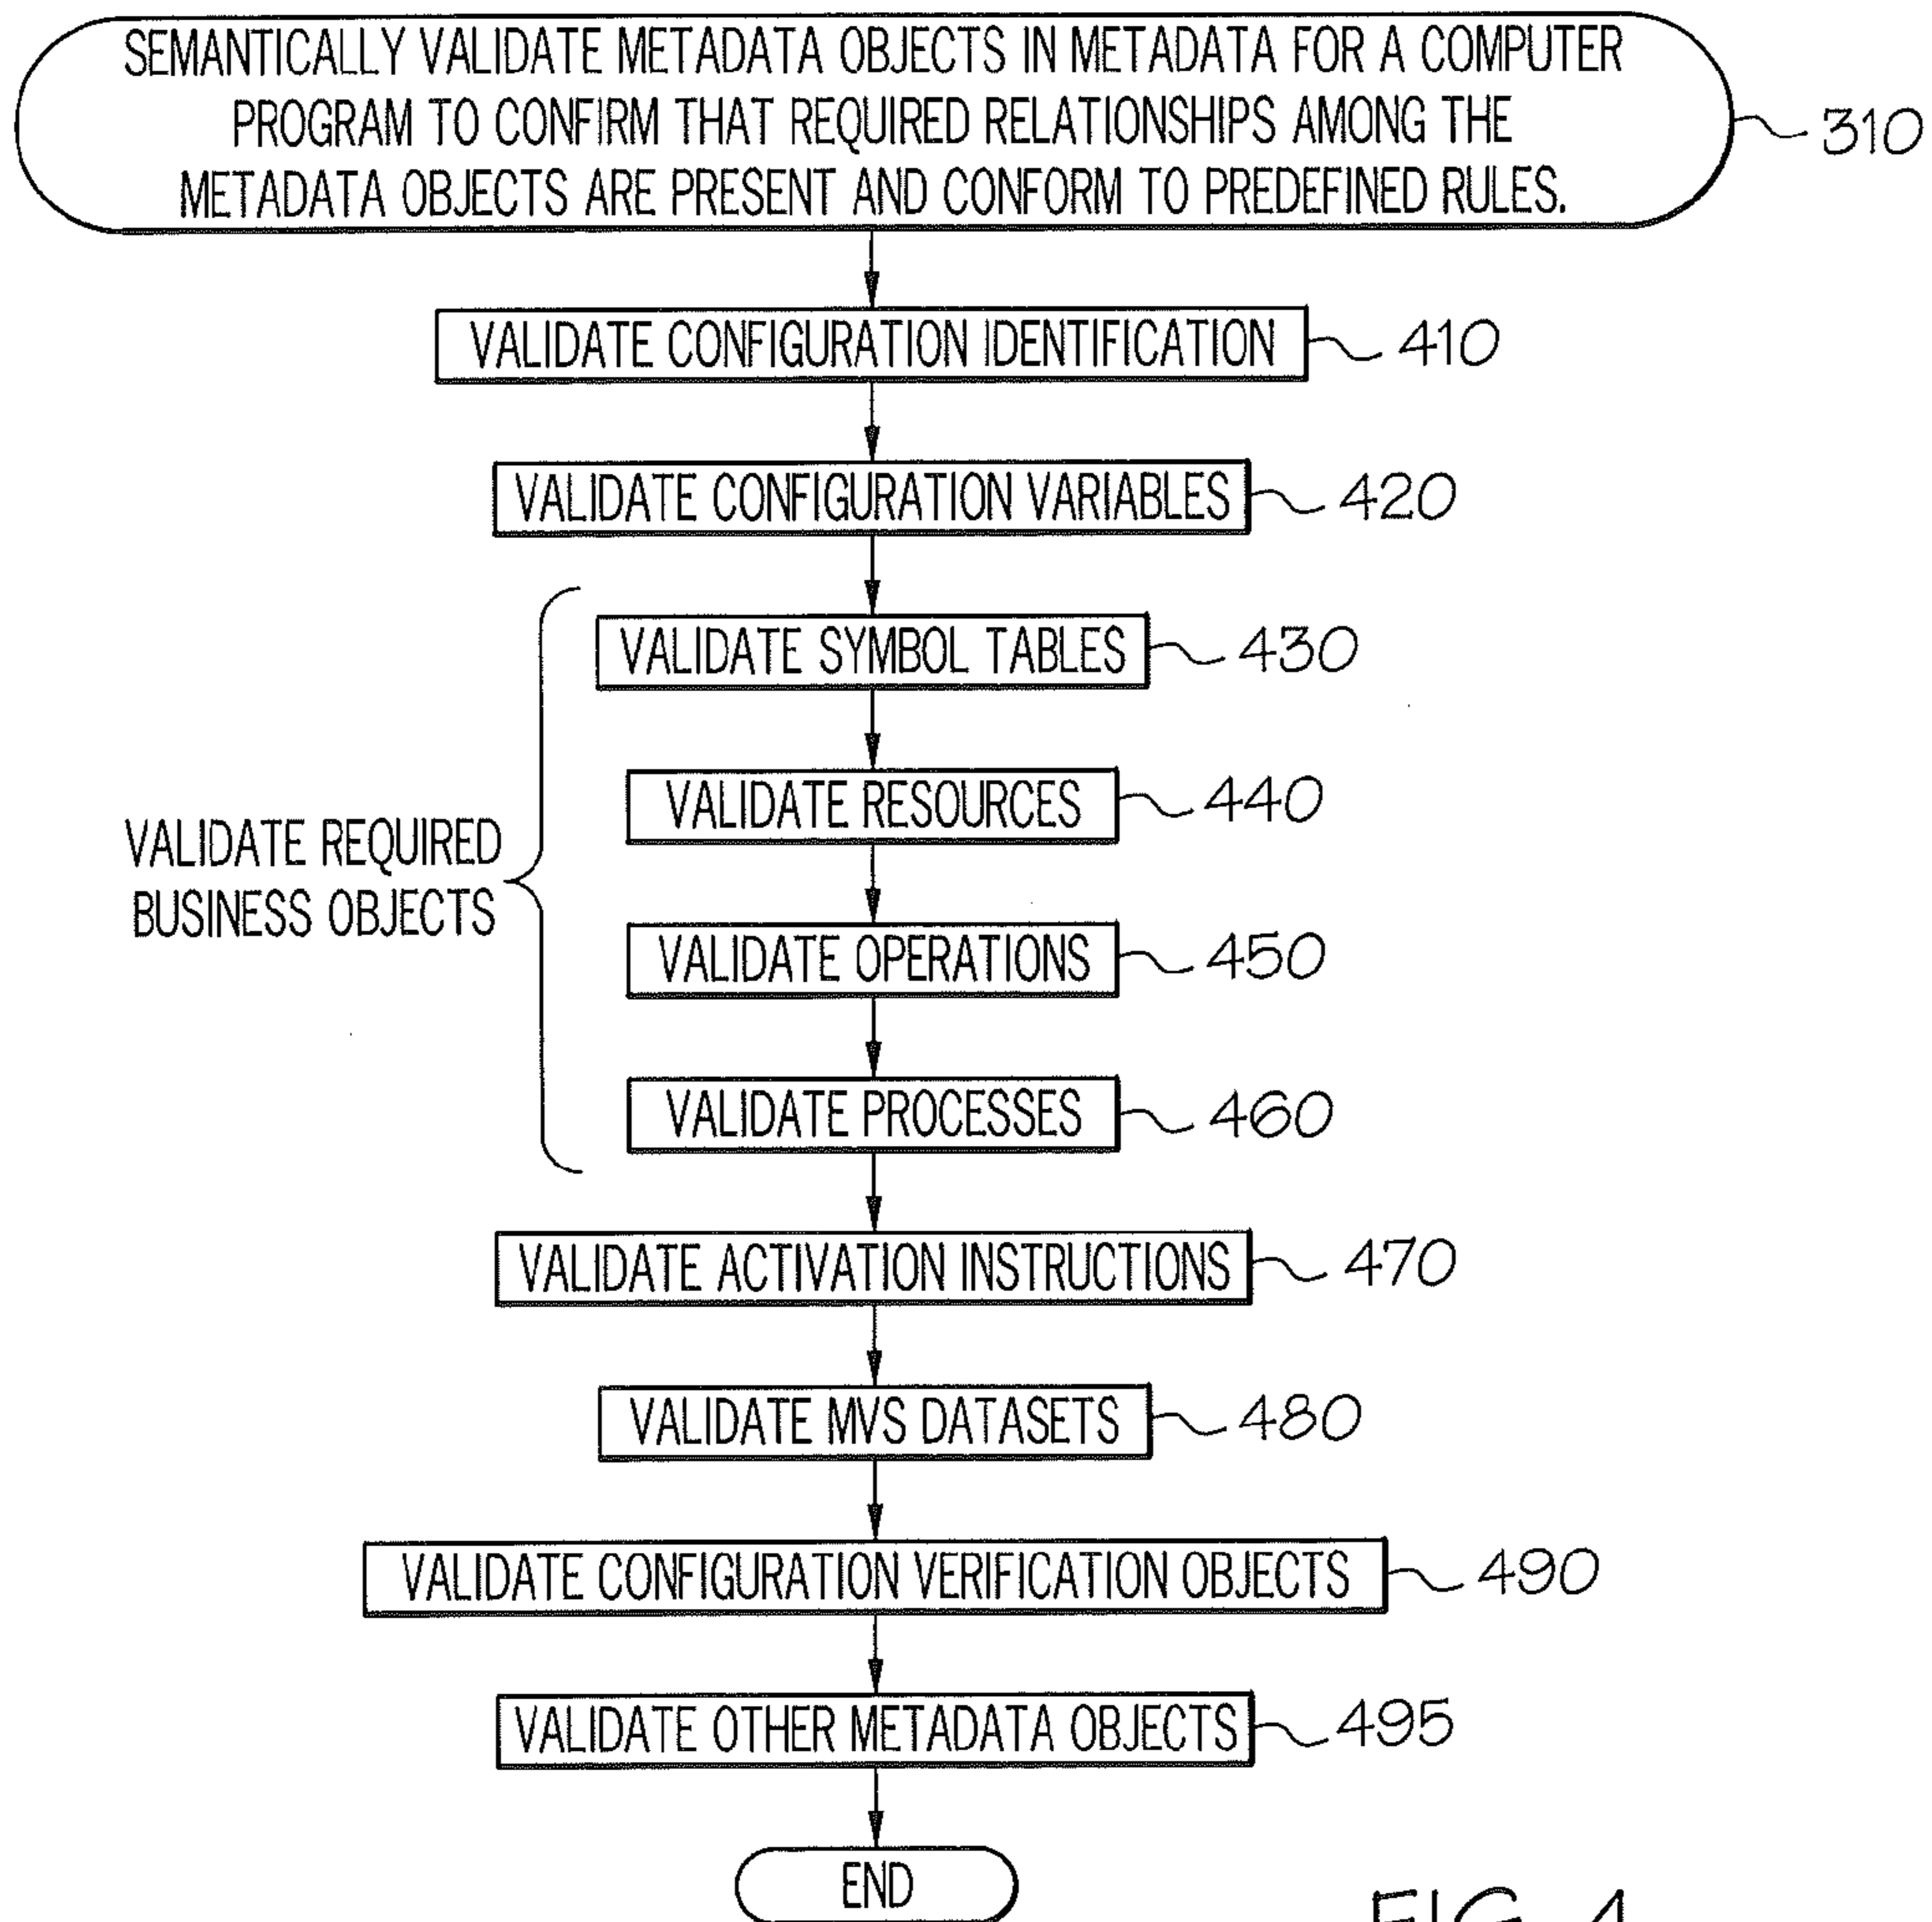 SEMANTICALLY VALIDATE METADATA OBJECTS IN METADATA FOR A COMPUTER
PROGRAM TO CONFIRM THAT REQUIRED RELATIONSHIPS AMONG THE
METADATA OBJECTS ARE PRESENT AND CONFORM TO PREDEFINED RULES.
310
VALIDATE CONFIGURATION IDENTIFICATION
410
VALIDATE CONFIGURATION VARIABLES
420
VALIDATE SYMBOL TABLES
430
VALIDATE RESOURCES
440
VALIDATE REQUIRED
BUSINESS OBJECTS
VALIDATE OPERATIONS
450
VALIDATE PROCESSES
460
VALIDATE ACTIVATION INSTRUCTIONS
470
VALIDATE MVS DATASETS
480
VALIDATE CONFIGURATION VERIFICATION OBJECTS
490
VALIDATE OTHER METADATA OBJECTS
495
END
FIG. 4